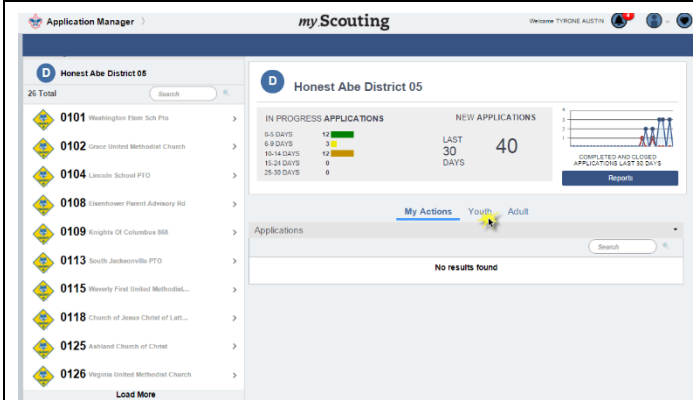 Application Manager
my.Scouting
Welcome TYRONE AUSTIN
4
D Honest Abe District 05
26 Total Search
0101 Washington Elem Sch Pto
0102 Grace United Methodist Church
0104 Lincoln School PTO
0108 Eisenhower Parent Advisory Rd
0109 Knights Of Columbus 868
0113 South Jacksonville PTO
0115 Waverly First United Methodist...
0118 Church of Jesus Christ of Latt...
0125 Ashland Church of Christ
0126 Virginia United Methodist Church
Load More
D Honest Abe District 05
IN PROGRESS APPLICATIONS
0-5 DAYS 12
6-9 DAYS 3
10-14 DAYS 12
15-24 DAYS 0
25-30 DAYS 0
NEW APPLICATIONS
LAST
30
DAYS
40
4
3
2
1
COMPLETED AND CLOSED
APPLICATIONS LAST 30 DAYS
Reports
My Actions Youth Adult
Applications
Search
No results found